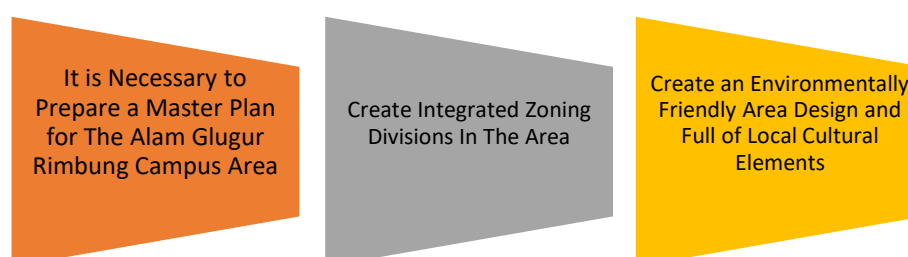 It is Necessary to
Prepare a Master Plan
for The Alam Glugur
Rimbung Campus Area
Create Integrated Zoning
Divisions In The Area
Create an Environmentally
Friendly Area Design and
Full of Local Cultural
Elements